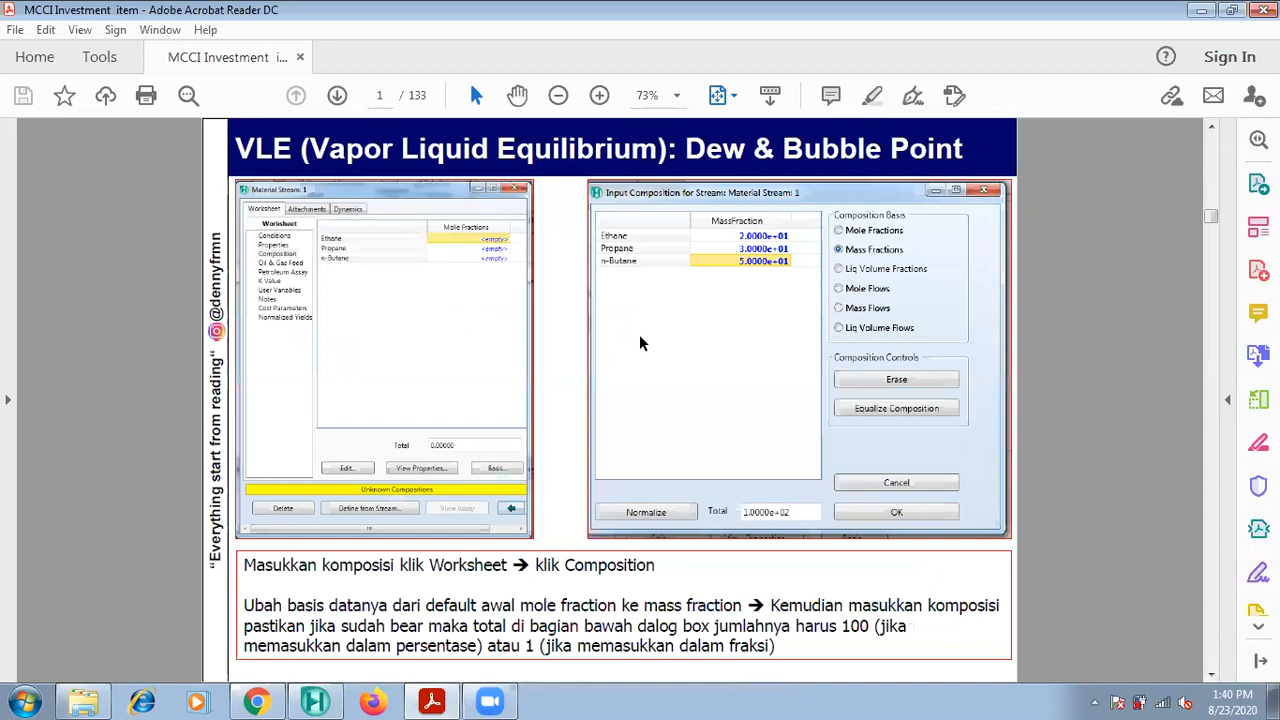 MCCI Investment item - Adobe Acrobat Reader DC
File Edit View Sign Window Help
Home Tools MCCI Investment i... × Sign In
1 / 133 73%
VLE (Vapor Liquid Equilibrium): Dew & Bubble Point
"Everything start from reading" @dennyfrmn
Material Stream: 1
Worksheet Attachments Dynamics
Worksheet
Conditions
Properties
Composition
Oil & Gas Feed
Petroleum Assay
K Value
User Variables
Notes
Cost Parameters
Normalized Yields
Mole Fractions
Ethane <empty>
Propane <empty>
n-Butane <empty>
Total 0.00000
Edit... View Properties... Basis...
Unknown Compositions
Delete Define from Stream... View Assay
Input Composition for Stream: Material Stream: 1
MassFraction
Ethane 2.0000e+01
Propane 3.0000e+01
n-Butane 5.0000e+01
Composition Basis
Mole Fractions
Mass Fractions
Liq Volume Fractions
Mole Flows
Mass Flows
Liq Volume Flows
Composition Controls
Erase
Equalize Composition
Cancel
Normalize Total 1.0000e+02 OK
Masukkan komposisi klik Worksheet ➔ klik Composition
Ubah basis datanya dari default awal mole fraction ke mass fraction ➔ Kemudian masukkan komposisi
pastikan jika sudah bear maka total di bagian bawah dalog box jumlahnya harus 100 (jika
memasukkan dalam persentase) atau 1 (jika memasukkan dalam fraksi)
1:40 PM
8/23/2020